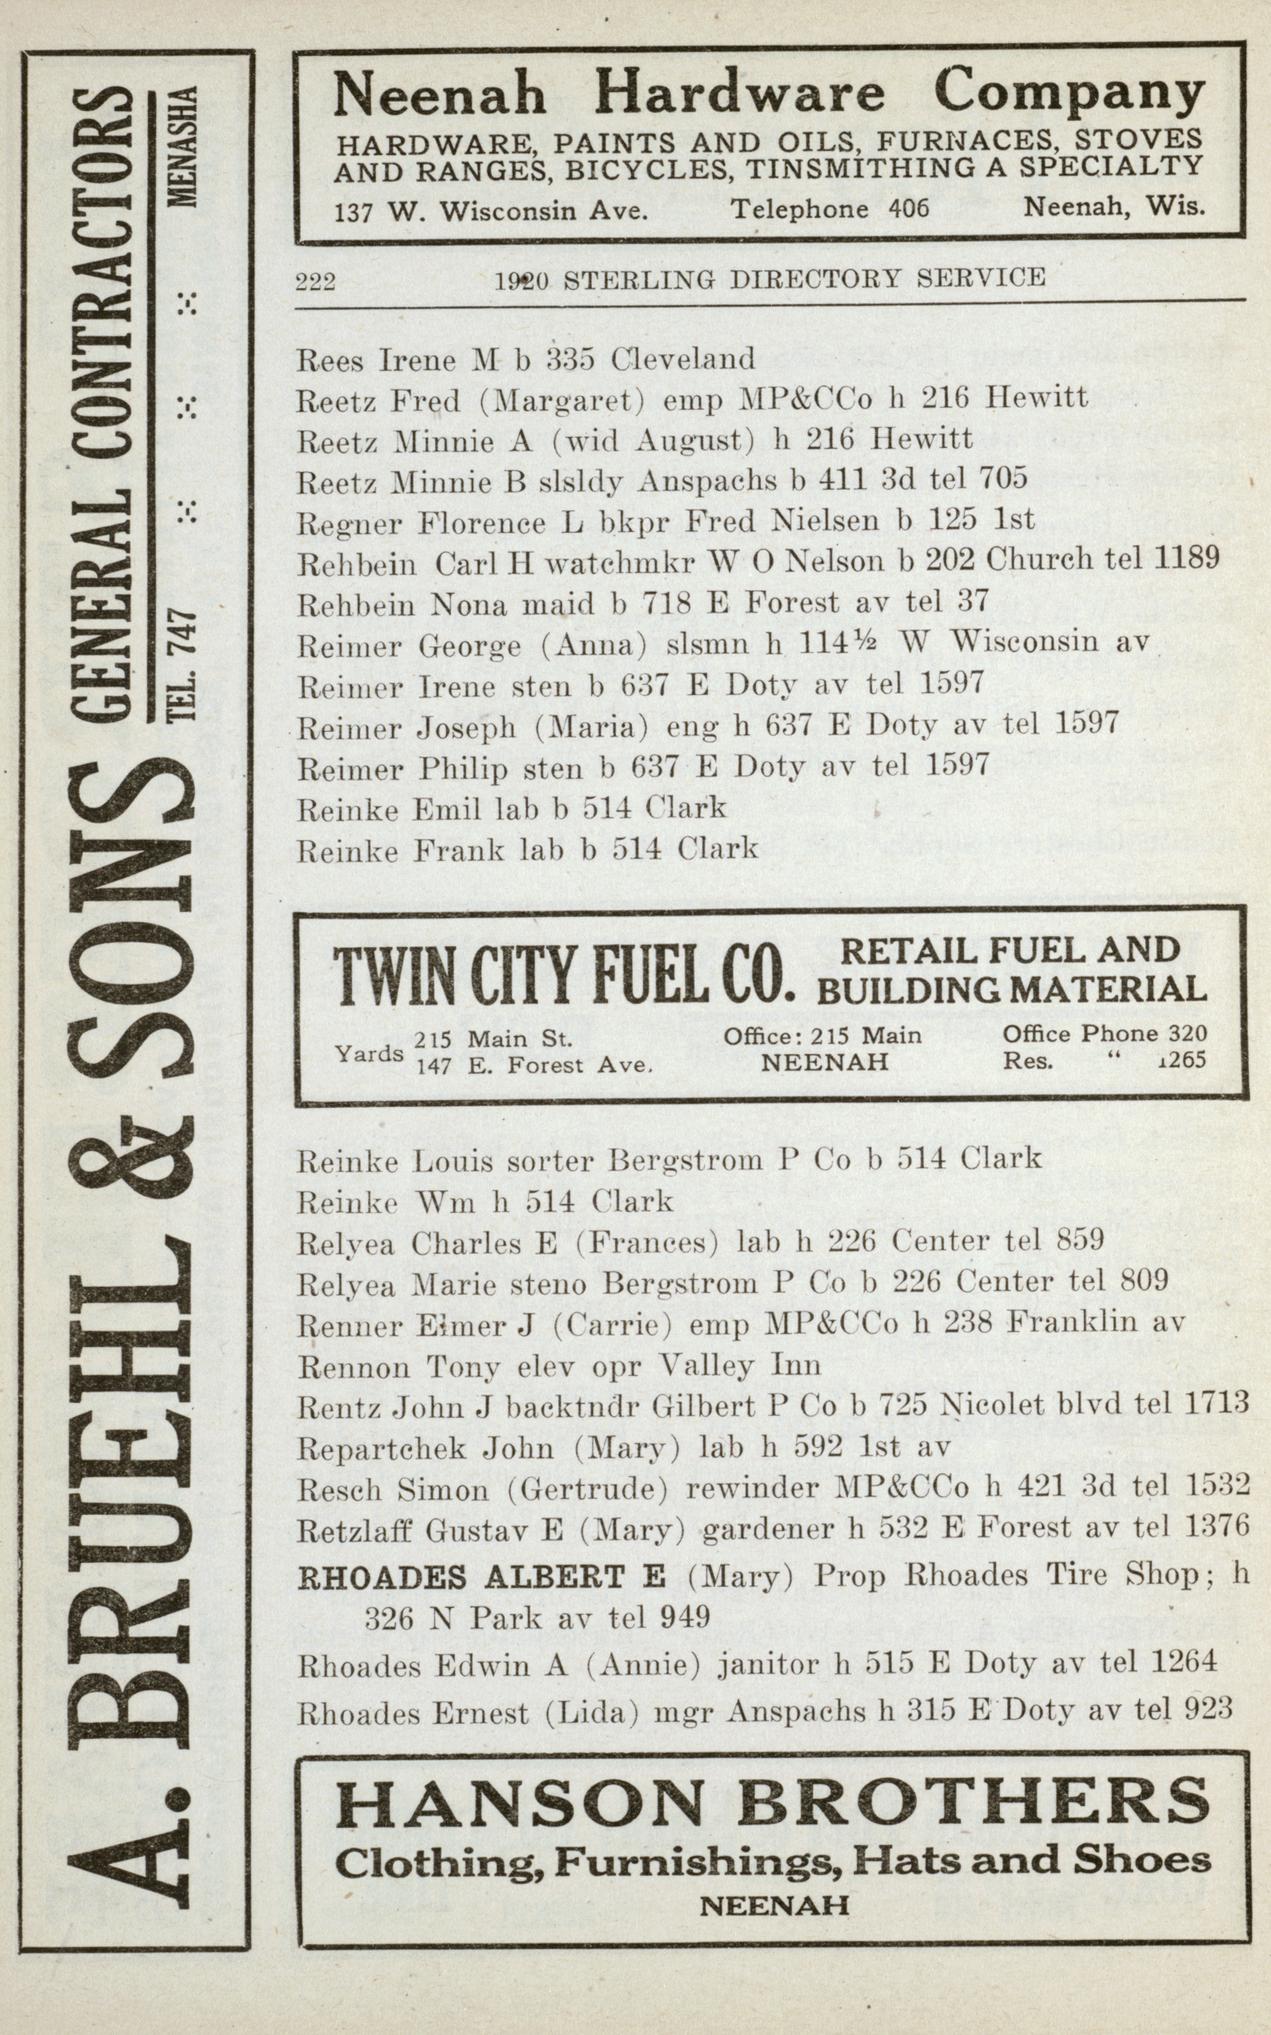 A. BRUEHL & SONS GENERAL CONTRACTORS
TEL. 747 MENASHA
Neenah Hardware Company
HARDWARE, PAINTS AND OILS, FURNACES, STOVES
AND RANGES, BICYCLES, TINSMITHING A SPECIALTY
137 W. Wisconsin Ave. Telephone 406 Neenah, Wis.
222 1920 STERLING DIRECTORY SERVICE
Rees Irene M b 335 Cleveland
Reetz Fred (Margaret) emp MP&CCo h 216 Hewitt
Reetz Minnie A (wid August) h 216 Hewitt
Reetz Minnie B slsldy Anspachs b 411 3d tel 705
Regner Florence L bkpr Fred Nielsen b 125 1st
Rehbein Carl H watchmkr W O Nelson b 202 Church tel 1189
Rehbein Nona maid b 718 E Forest av tel 37
Reimer George (Anna) slsmn h 114½ W Wisconsin av
Reimer Irene sten b 637 E Doty av tel 1597
Reimer Joseph (Maria) eng h 637 E Doty av tel 1597
Reimer Philip sten b 637 E Doty av tel 1597
Reinke Emil lab b 514 Clark
Reinke Frank lab b 514 Clark
TWIN CITY FUEL CO. RETAIL FUEL AND
BUILDING MATERIAL
Yards 215 Main St. Office: 215 Main Office Phone 320
147 E. Forest Ave. NEENAH Res. “ 1265
Reinke Louis sorter Bergstrom P Co b 514 Clark
Reinke Wm h 514 Clark
Relyea Charles E (Frances) lab h 226 Center tel 859
Relyea Marie steno Bergstrom P Co b 226 Center tel 809
Renner Elmer J (Carrie) emp MP&CCo h 238 Franklin av
Rennon Tony elev opr Valley Inn
Rentz John J backtndr Gilbert P Co b 725 Nicolet blvd tel 1713
Repartchek John (Mary) lab h 592 1st av
Resch Simon (Gertrude) rewinder MP&CCo h 421 3d tel 1532
Retzlaff Gustav E (Mary) gardener h 532 E Forest av tel 1376
RHOADES ALBERT E (Mary) Prop Rhoades Tire Shop; h
326 N Park av tel 949
Rhoades Edwin A (Annie) janitor h 515 E Doty av tel 1264
Rhoades Ernest (Lida) mgr Anspachs h 315 E Doty av tel 923
HANSON BROTHERS
Clothing, Furnishings, Hats and Shoes
NEENAH